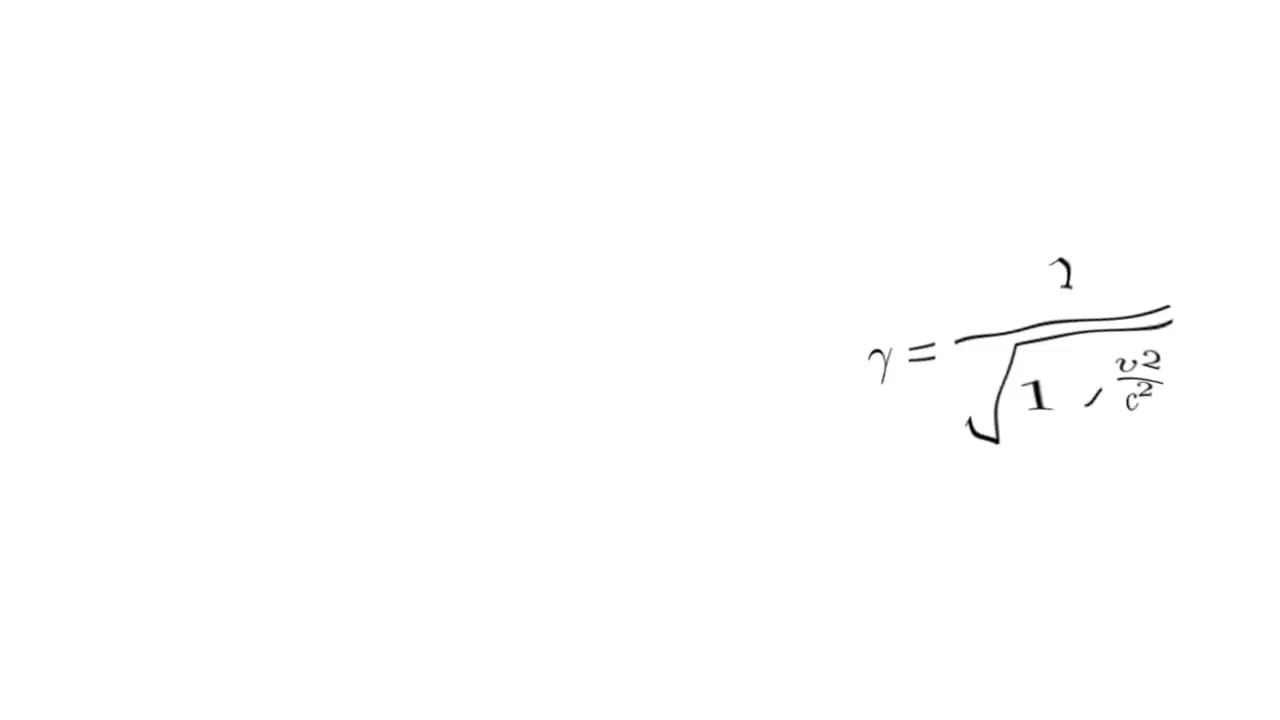 γ = 1 / √(1 - v2/c²)